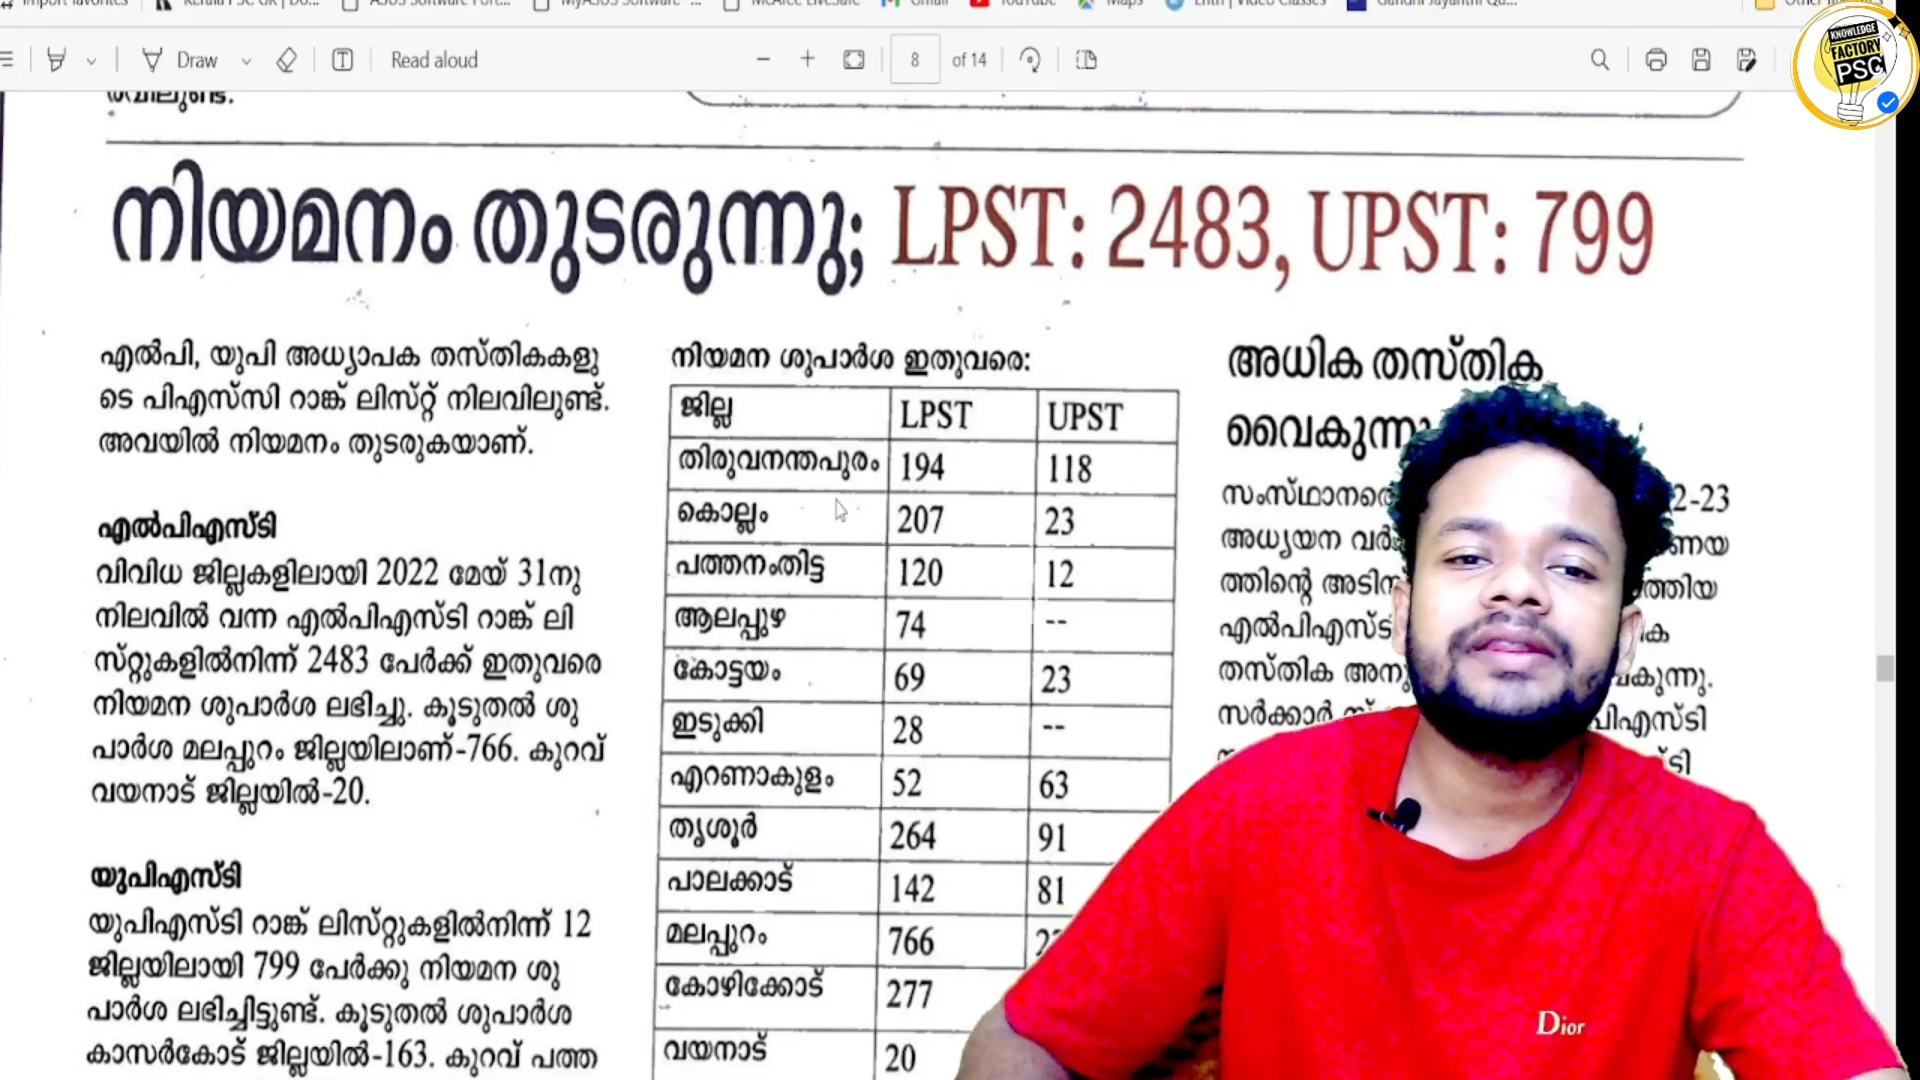 Draw
Read aloud
8 of 14
KNOWLEDGE
FACTORY
PSC
നിയമനം തുടരുന്നു; LPST: 2483, UPST: 799
എൽപി, യുപി അധ്യാപക തസ്തികകളു
ടെ പിഎസ്‌സി റാങ്ക് ലിസ്റ്റ് നിലവിലുണ്ട്.
അവയിൽ നിയമനം തുടരുകയാണ്.
എൽപിഎസ്ടി
വിവിധ ജില്ലകളിലായി 2022 മേയ് 31നു
നിലവിൽ വന്ന എൽപിഎസ്ടി റാങ്ക് ലി
സ്റ്റുകളിൽനിന്ന് 2483 പേർക്ക് ഇതുവരെ
നിയമന ശുപാർശ ലഭിച്ചു. കൂടുതൽ ശു
പാർശ മലപ്പുറം ജില്ലയിലാണ്-766. കുറവ്
വയനാട് ജില്ലയിൽ-20.
യുപിഎസ്ടി
യുപിഎസ്ടി റാങ്ക് ലിസ്റ്റുകളിൽനിന്ന് 12
ജില്ലയിലായി 799 പേർക്കു നിയമന ശു
പാർശ ലഭിച്ചിട്ടുണ്ട്. കൂടുതൽ ശുപാർശ
കാസർകോട് ജില്ലയിൽ-163. കുറവ് പത്ത
നിയമന ശുപാർശ ഇതുവരെ:
ജില്ല LPST UPST
തിരുവനന്തപുരം 194 118
കൊല്ലം 207 23
പത്തനംതിട്ട 120 12
ആലപ്പുഴ 74 --
കോട്ടയം 69 23
ഇടുക്കി 28 --
എറണാകുളം 52 63
തൃശൂർ 264 91
പാലക്കാട് 142 81
മലപ്പുറം 766
കോഴിക്കോട് 277
വയനാട് 20
അധിക തസ്തിക
വൈകുന്നു
2-23
അധ്യയന
ത്തിന്റെ
തസ്തിക
സർക്കാർ
Dior